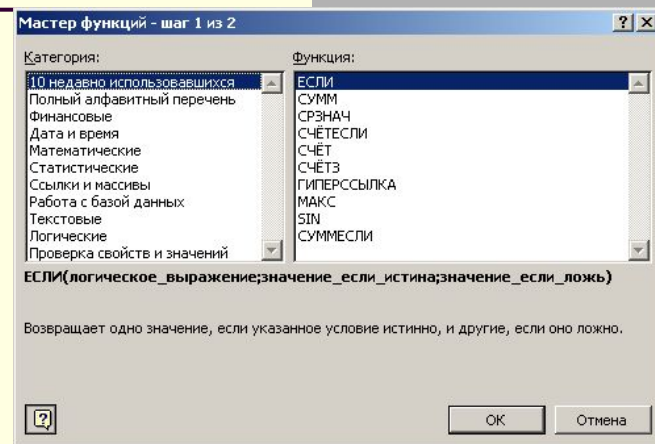 Мастер функций - шаг 1 из 2
Категория:
10 недавно использовавшихся
Полный алфавитный перечень
Финансовые
Дата и время
Математические
Статистические
Ссылки и массивы
Работа с базой данных
Текстовые
Логические
Проверка свойств и значений
Функция:
ЕСЛИ
СУММ
СРЗНАЧ
СЧЁТЕСЛИ
СЧЁТ
СЧЁТЗ
ГИПЕРССЫЛКА
МАКС
SIN
СУММЕСЛИ
ЕСЛИ(логическое_выражение;значение_если_истина;значение_если_ложь)
Возвращает одно значение, если указанное условие истинно, и другие, если оно ложно.
ОК
Отмена